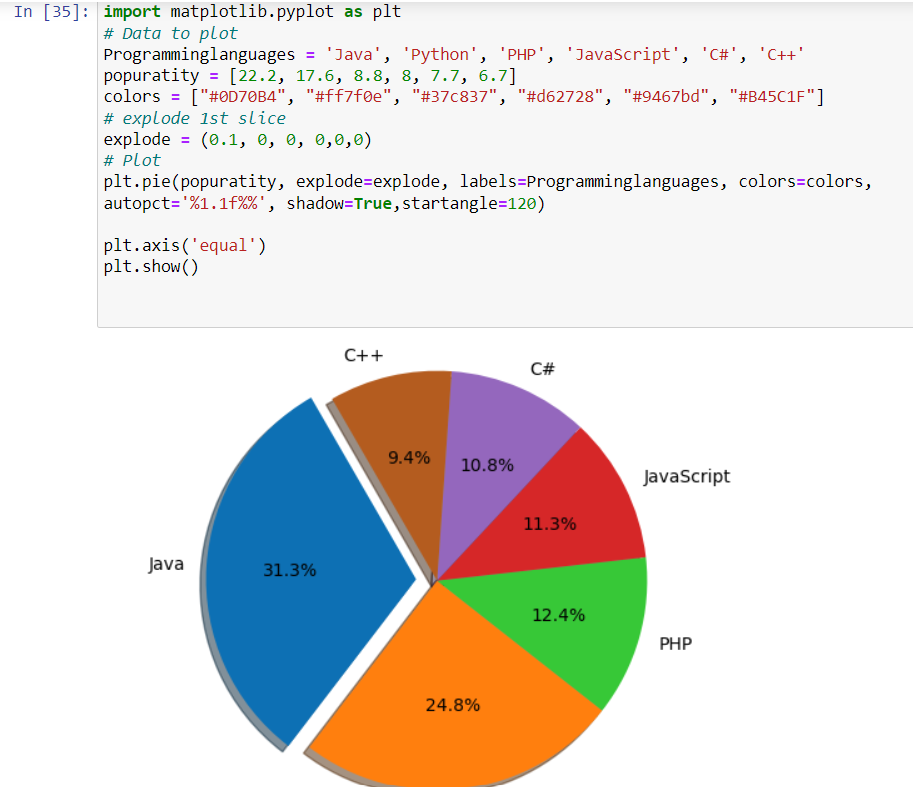 In [35]: import matplotlib.pyplot as plt
# Data to plot
Programminglanguages = 'Java', 'Python', 'PHP', 'JavaScript', 'C#', 'C++'
popuratity = [22.2, 17.6, 8.8, 8, 7.7, 6.7]
colors = ["#0D70B4", "#ff7f0e", "#37c837", "#d62728", "#9467bd", "#B45C1F"]
# explode 1st slice
explode = (0.1, 0, 0, 0,0,0)
# Plot
plt.pie(popuratity, explode=explode, labels=Programminglanguages, colors=colors,
autopct='%1.1f%%', shadow=True,startangle=120)
plt.axis('equal')
plt.show()
C++
C#
9.4%
10.8%
JavaScript
11.3%
Java
31.3%
12.4%
PHP
24.8%